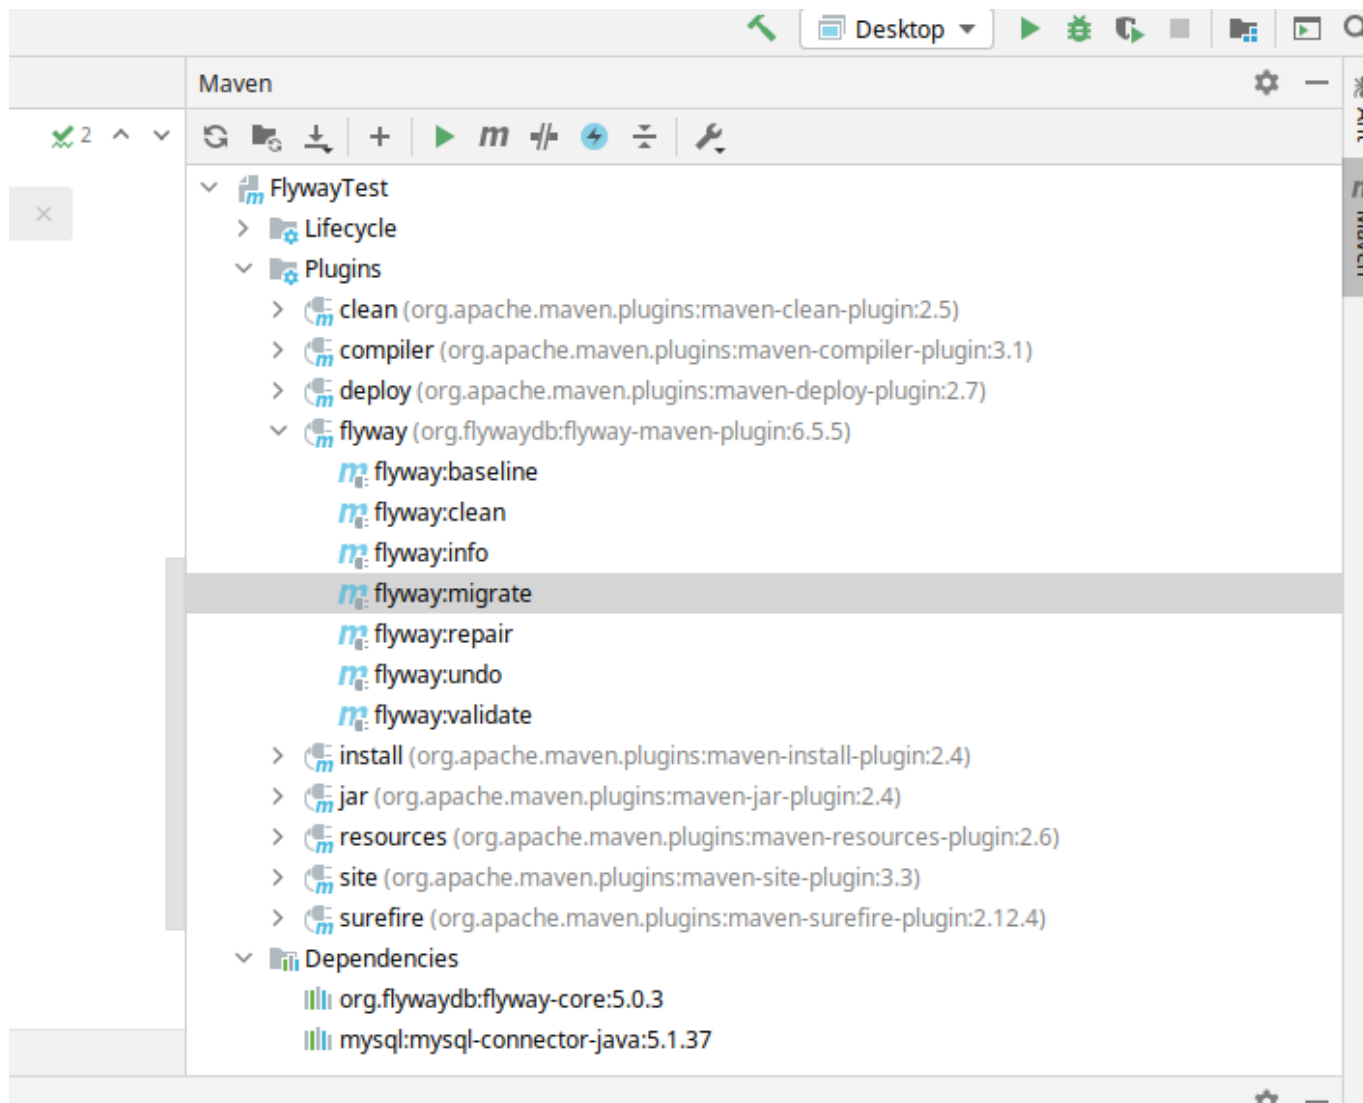 Desktop
Maven
2
m
FlywayTest
Lifecycle
Plugins
clean (org.apache.maven.plugins:maven-clean-plugin:2.5)
compiler (org.apache.maven.plugins:maven-compiler-plugin:3.1)
deploy (org.apache.maven.plugins:maven-deploy-plugin:2.7)
flyway (org.flywaydb:flyway-maven-plugin:6.5.5)
flyway:baseline
flyway:clean
flyway:info
flyway:migrate
flyway:repair
flyway:undo
flyway:validate
install (org.apache.maven.plugins:maven-install-plugin:2.4)
jar (org.apache.maven.plugins:maven-jar-plugin:2.4)
resources (org.apache.maven.plugins:maven-resources-plugin:2.6)
site (org.apache.maven.plugins:maven-site-plugin:3.3)
surefire (org.apache.maven.plugins:maven-surefire-plugin:2.12.4)
Dependencies
org.flywaydb:flyway-core:5.0.3
mysql:mysql-connector-java:5.1.37